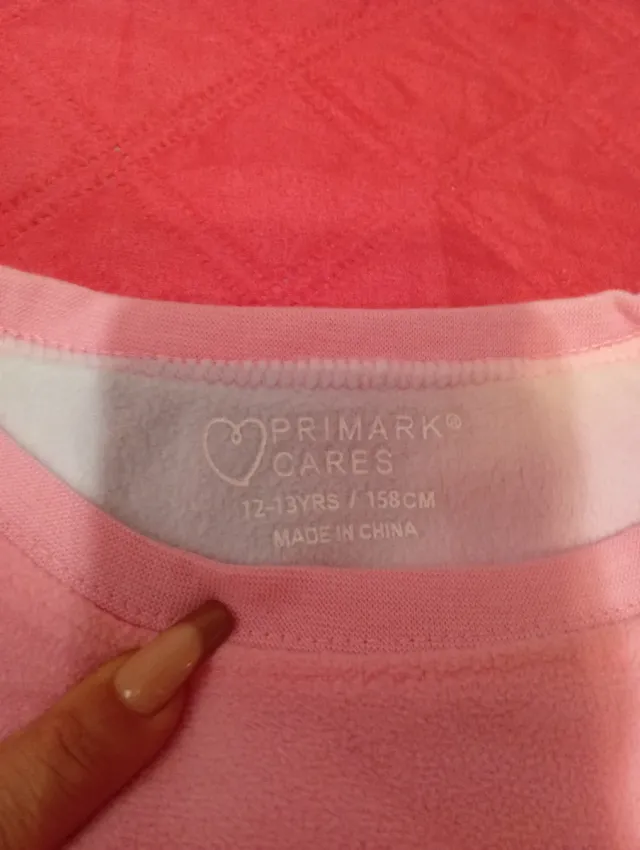 PRIMARK®
CARES
12-13YRS / 158CM
MADE IN CHINA